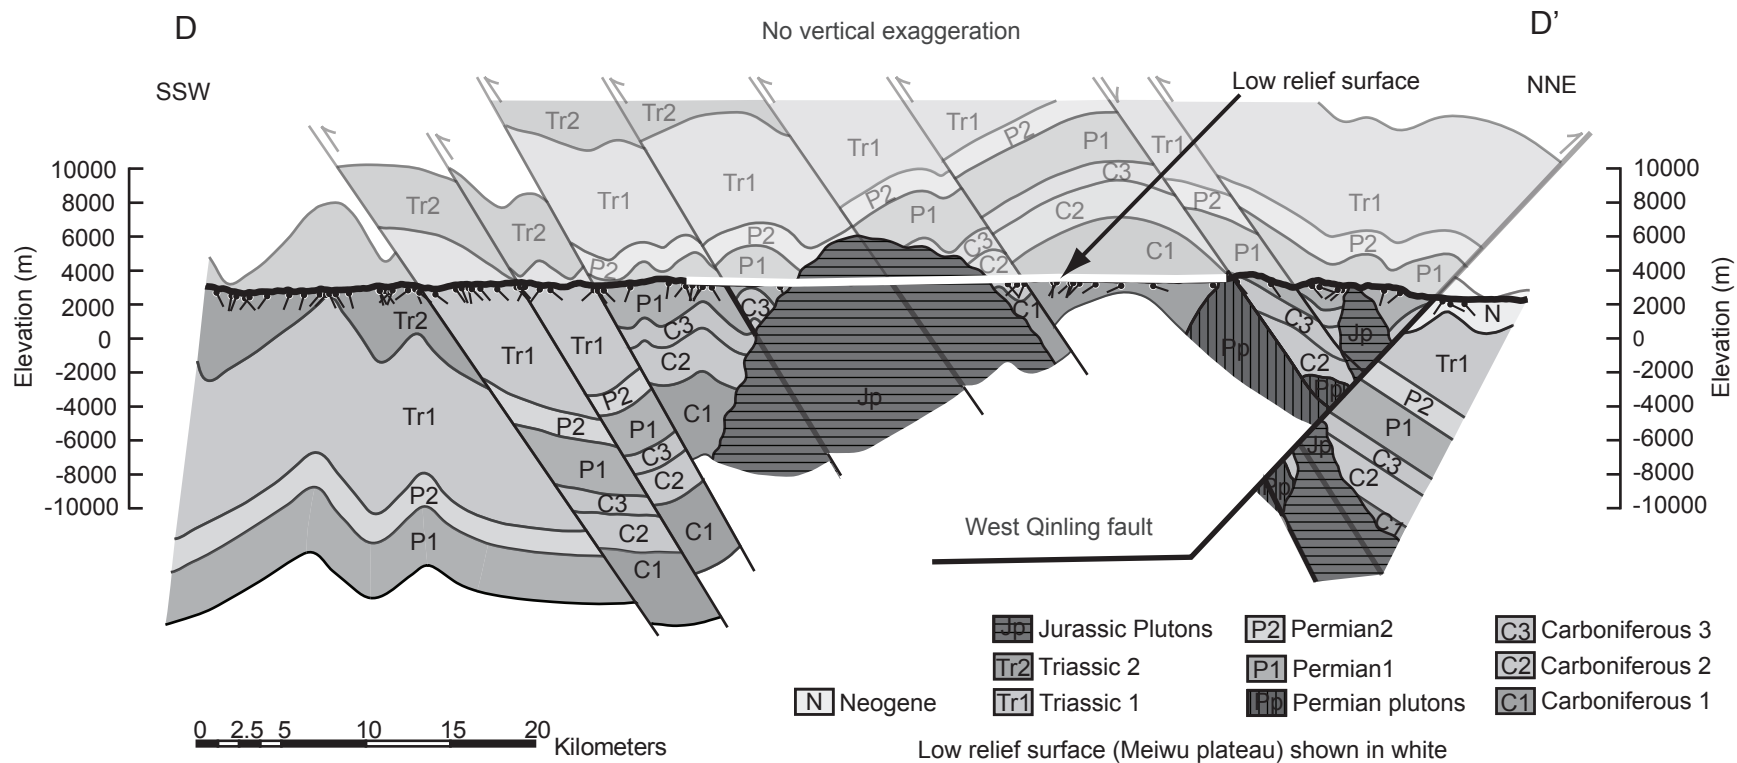 D
D’
No vertical exaggeration
SSW
Low relief surface
NNE
Tr2
Tr2
Tr1
P2
P1
Tr1
Tr1
C3
Tr1
Tr1
P2
Tr2
Tr1
P1
C2
P2
Tr1
Tr2
P2
C3
C1
P1
P2
P2
P1
C2
P1
10000
8000
6000
4000
2000
0
-2000
-4000
-6000
-8000
-10000
Elevation (m)
10000
8000
6000
4000
2000
0
-2000
-4000
-6000
-8000
-10000
Elevation (m)
Tr2
P1
C3
C1
C3
N
Tr1
Tr1
C3
C2
Pp
C2
Jp
Tr1
Tr1
P2
C1
Jp
Pp
P2
P2
P1
P1
P1
C3
Jp
C3
P2
C3
C2
Pp
C2
P1
C2
C1
C1
C1
West Qinling fault
Jp Jurassic Plutons
P2 Permian2
C3 Carboniferous 3
Tr2 Triassic 2
P1 Permian1
C2 Carboniferous 2
N Neogene
Tr1 Triassic 1
Pp Permian plutons
C1 Carboniferous 1
0 2.5 5 10 15 20
Kilometers
Low relief surface (Meiwu plateau) shown in white